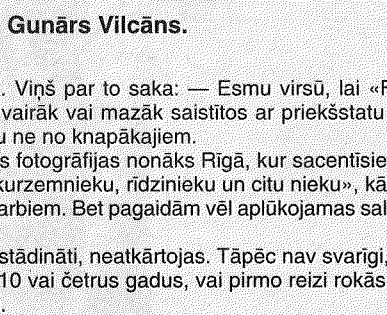 Gunārs Vilcāns.
. Viņš par to saka: — Esmu virsū, lai «F
vairāk vai mazāk saistītos ar priekšstatu
u ne no knapākajiem.
s fotogrāfijas nonāks Rīgā, kur sacentīsie
kurzemnieku, rīdzinieku un citu nieku», kā
arbiem. Bet pagaidām vēl aplūkojamas sal
stādināti, neatkārtojas. Tāpēc nav svarīgi,
10 vai četrus gadus, vai pirmo reizi rokās
.